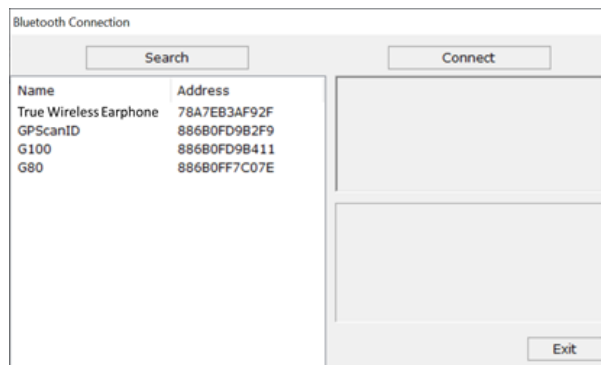 Bluetooth Connection
Search
Connect
Name Address
True Wireless Earphone 78A7EB3AF92F
GPScanID 886B0FD9B2F9
G100 886B0FD9B411
G80 886B0FF7C07E
Exit